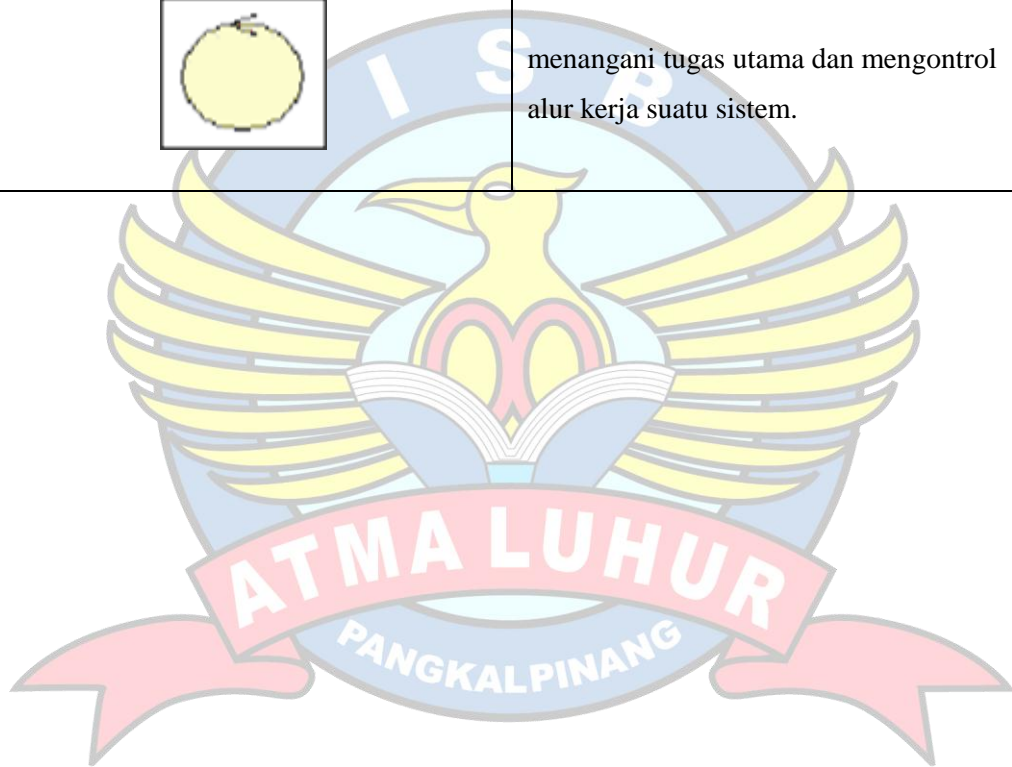 menangani tugas utama dan mengontrol
alur kerja suatu sistem.
I S B
ATMA LUHUR
PANGKALPINANG